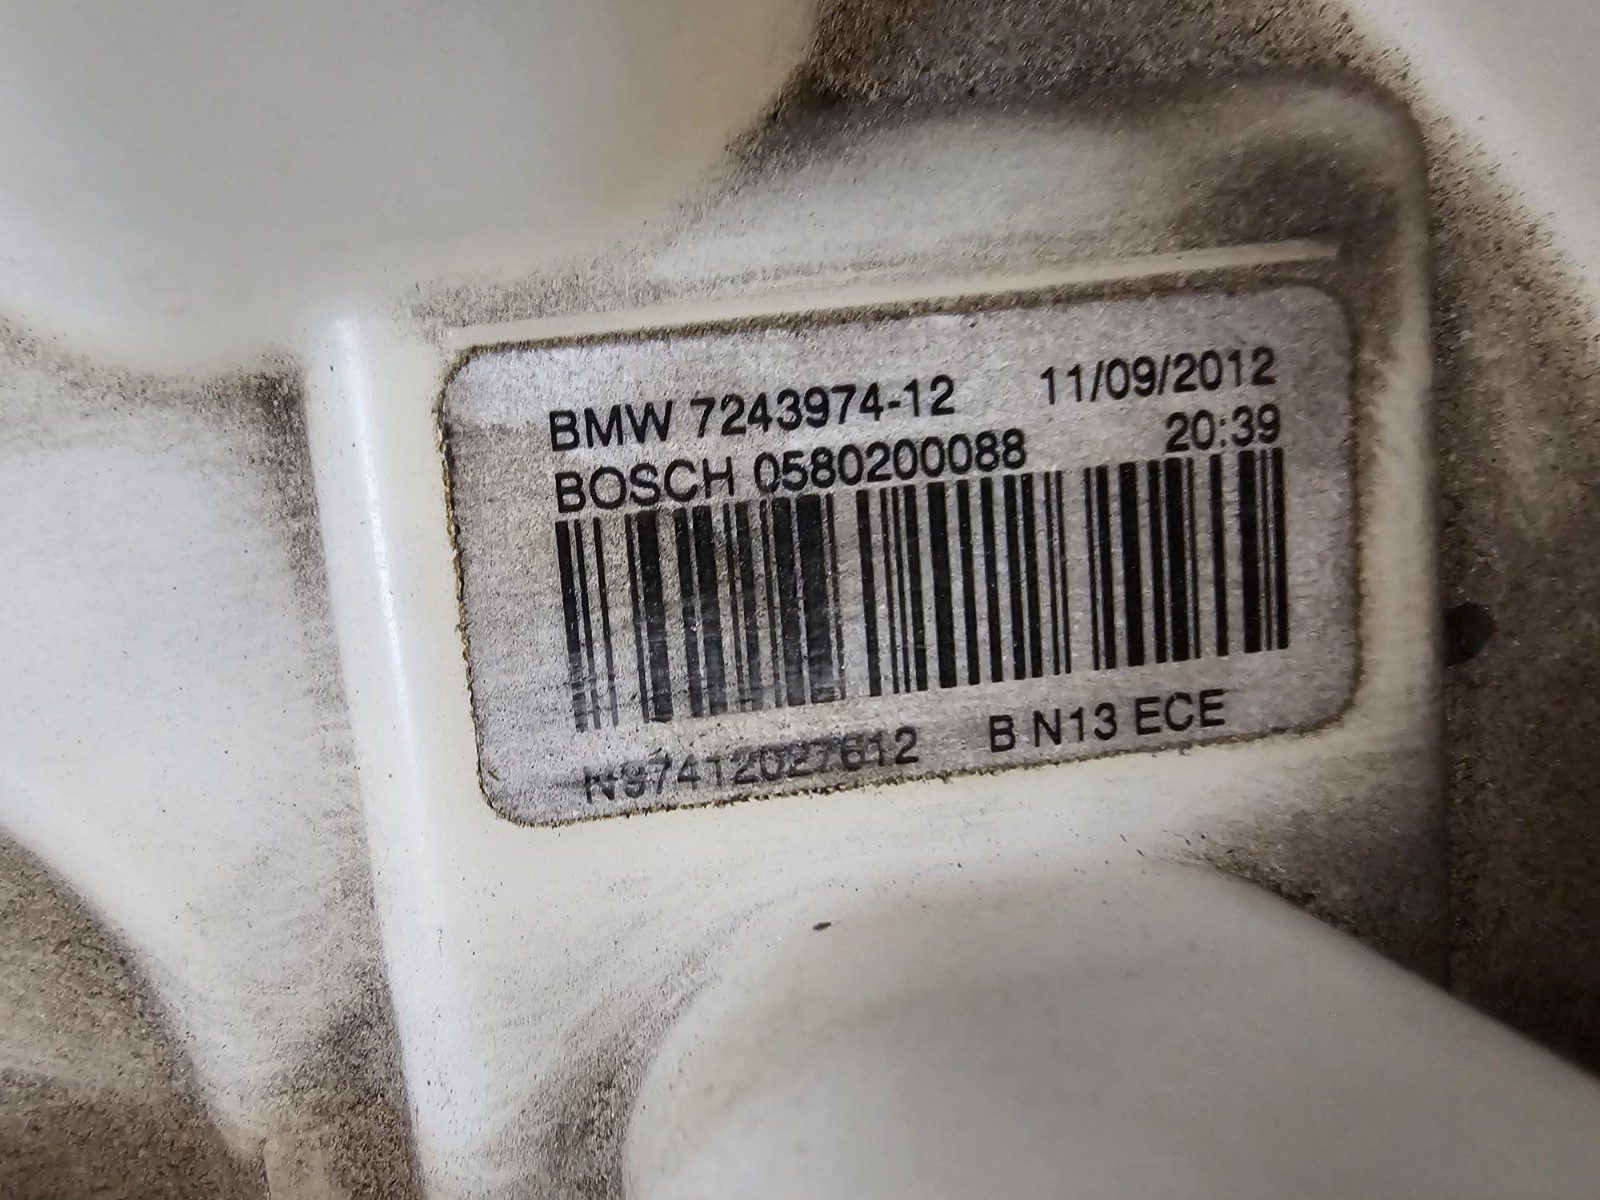 BMW 7243974-12 11/09/2012
BOSCH 0580200088 20:39
N97412027612 B N13 ECE